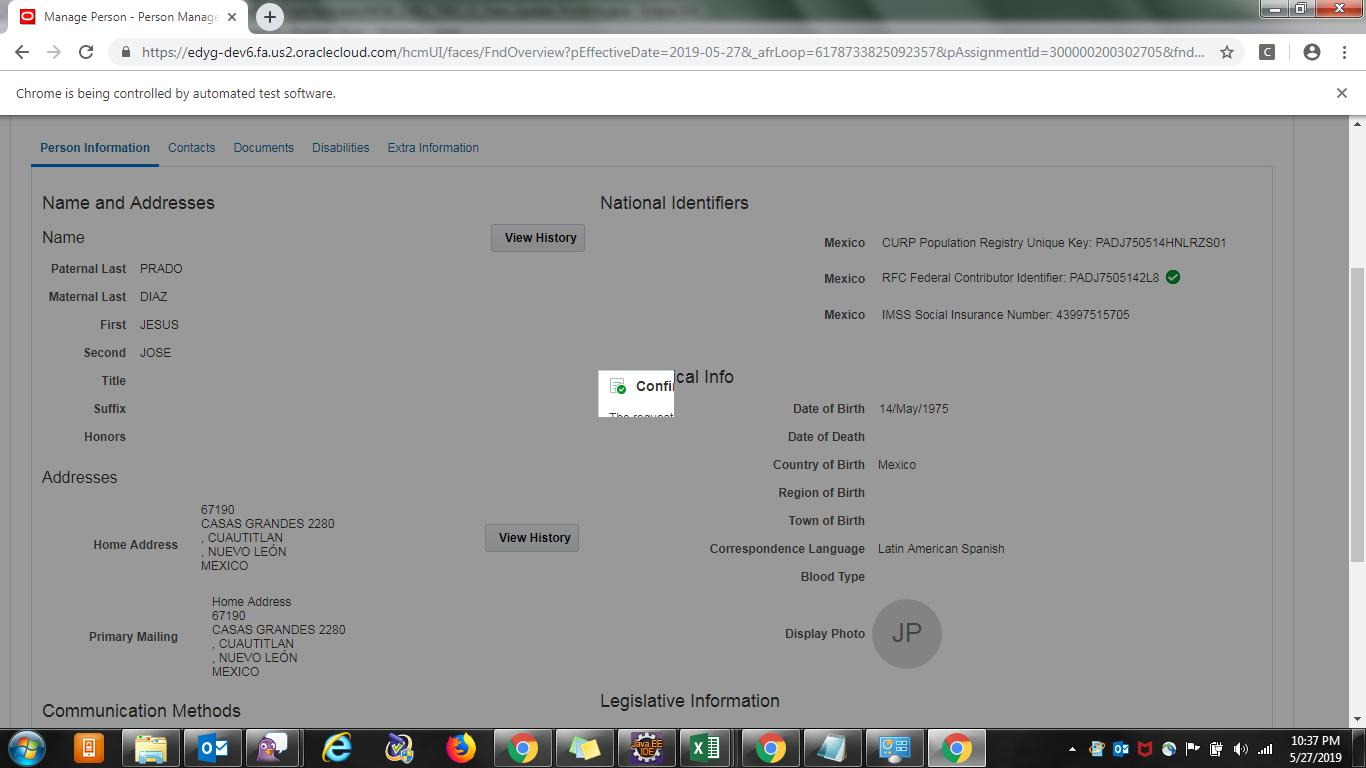 Manage Person - Person Manage
https://edyg-dev6.fa.us2.oraclecloud.com/hcmUI/faces/FndOverview?pEffectiveDate=2019-05-27&_afrLoop=6178733825092357&pAssignmentId=300000200302705&fnd...
C
Chrome is being controlled by automated test software.
Person Information Contacts Documents Disabilities Extra Information
Name and Addresses
Name
View History
Paternal Last PRADO
Maternal Last DIAZ
First JESUS
Second JOSE
Title
Suffix
Honors
Addresses
Home Address
67190
CASAS GRANDES 2280
, CUAUTITLAN
, NUEVO LEÓN
MEXICO
View History
Primary Mailing
Home Address
67190
CASAS GRANDES 2280
, CUAUTITLAN
, NUEVO LEÓN
MEXICO
Communication Methods
National Identifiers
Mexico CURP Population Registry Unique Key: PADJ750514HNLRZS01
Mexico RFC Federal Contributor Identifier: PADJ7505142L8
Mexico IMSS Social Insurance Number: 43997515705
ical Info
Confi
The request
Date of Birth 14/May/1975
Date of Death
Country of Birth Mexico
Region of Birth
Town of Birth
Correspondence Language Latin American Spanish
Blood Type
Display Photo JP
Legislative Information
Java EE
IDE
10:37 PM
5/27/2019